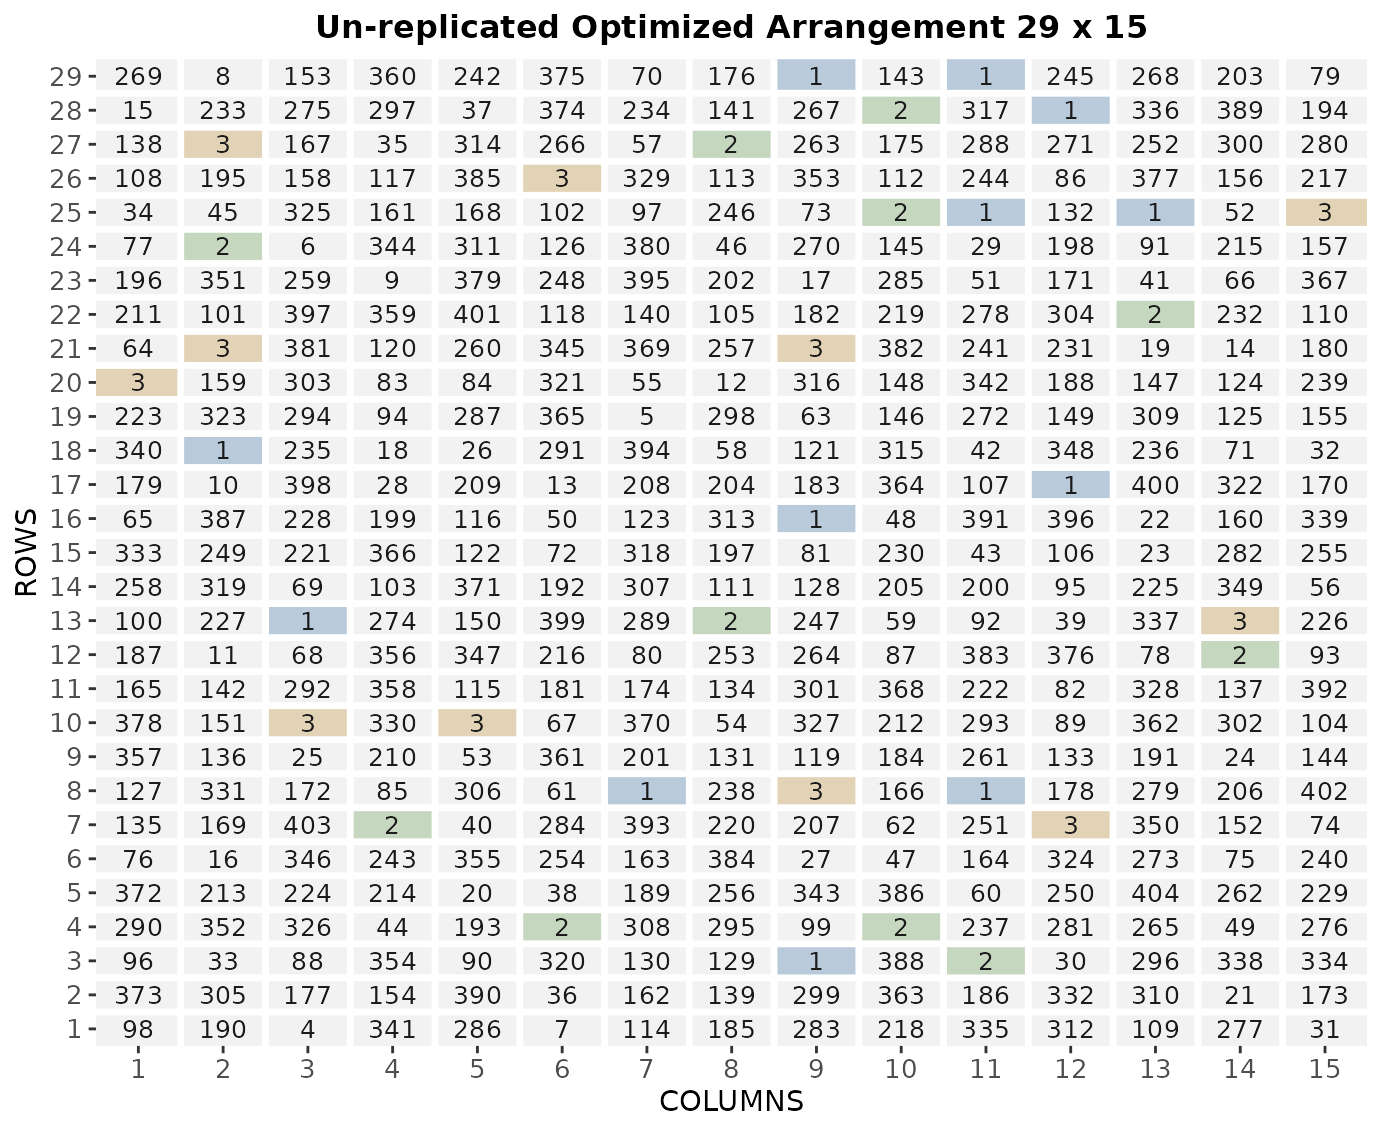 Un-replicated Optimized Arrangement 29 x 15
29 269 8 153 360 242 375 70 176 1 143 1 245 268 203 79
28 15 233 275 297 37 374 234 141 267 2 317 1 336 389 194
27 138 3 167 35 314 266 57 2 263 175 288 271 252 300 280
26 108 195 158 117 385 3 329 113 353 112 244 86 377 156 217
25 34 45 325 161 168 102 97 246 73 2 1 132 1 52 3
24 77 2 6 344 311 126 380 46 270 145 29 198 91 215 157
23 196 351 259 9 379 248 395 202 17 285 51 171 41 66 367
22 211 101 397 359 401 118 140 105 182 219 278 304 2 232 110
21 64 3 381 120 260 345 369 257 3 382 241 231 19 14 180
20 3 159 303 83 84 321 55 12 316 148 342 188 147 124 239
19 223 323 294 94 287 365 5 298 63 146 272 149 309 125 155
18 340 1 235 18 26 291 394 58 121 315 42 348 236 71 32
17 179 10 398 28 209 13 208 204 183 364 107 1 400 322 170
16 65 387 228 199 116 50 123 313 1 48 391 396 22 160 339
15 333 249 221 366 122 72 318 197 81 230 43 106 23 282 255
14 258 319 69 103 371 192 307 111 128 205 200 95 225 349 56
13 100 227 1 274 150 399 289 2 247 59 92 39 337 3 226
12 187 11 68 356 347 216 80 253 264 87 383 376 78 2 93
11 165 142 292 358 115 181 174 134 301 368 222 82 328 137 392
10 378 151 3 330 3 67 370 54 327 212 293 89 362 302 104
9 357 136 25 210 53 361 201 131 119 184 261 133 191 24 144
8 127 331 172 85 306 61 1 238 3 166 1 178 279 206 402
7 135 169 403 2 40 284 393 220 207 62 251 3 350 152 74
6 76 16 346 243 355 254 163 384 27 47 164 324 273 75 240
5 372 213 224 214 20 38 189 256 343 386 60 250 404 262 229
4 290 352 326 44 193 2 308 295 99 2 237 281 265 49 276
3 96 33 88 354 90 320 130 129 1 388 2 30 296 338 334
2 373 305 177 154 390 36 162 139 299 363 186 332 310 21 173
1 98 190 4 341 286 7 114 185 283 218 335 312 109 277 31
1 2 3 4 5 6 7 8 9 10 11 12 13 14 15
COLUMNS
ROWS